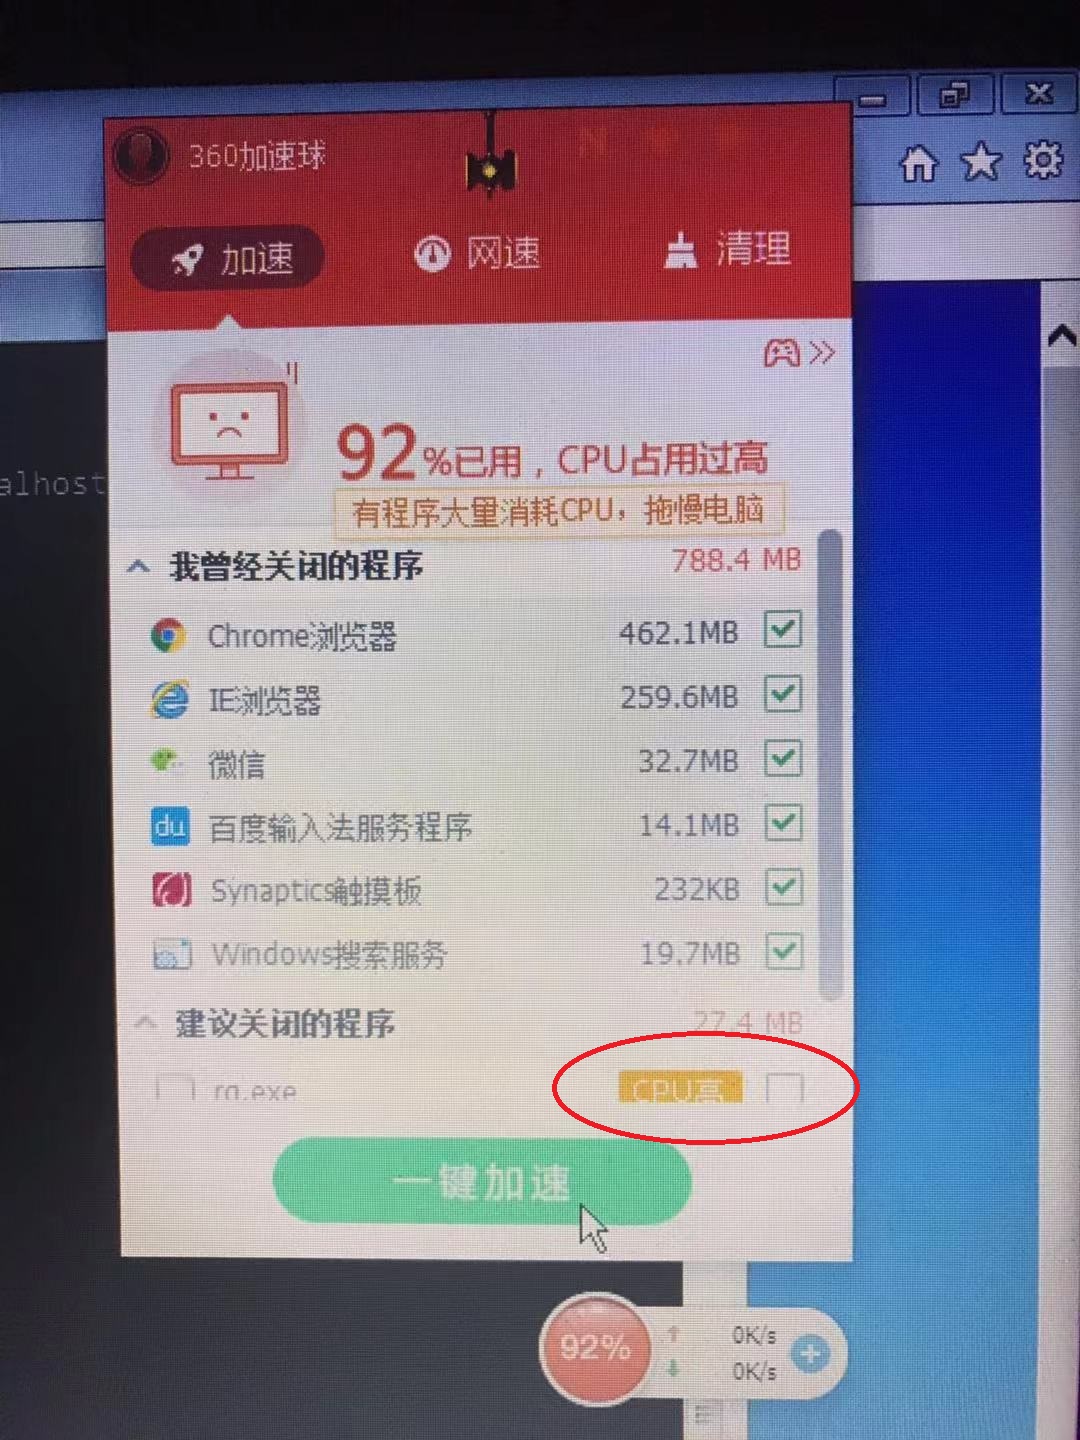 360加速球
加速
网速
清理
alhost
92%已用，CPU占用过高
有程序大量消耗CPU，拖慢电脑
我曾经关闭的程序 788.4 MB
Chrome浏览器 462.1MB
IE浏览器 259.6MB
微信 32.7MB
du 百度输入法服务程序 14.1MB
Synaptics触摸板 232KB
Windows搜索服务 19.7MB
建议关闭的程序 27.4 MB
rg.exe CPU高
一键加速
92%
0K/s
0K/s